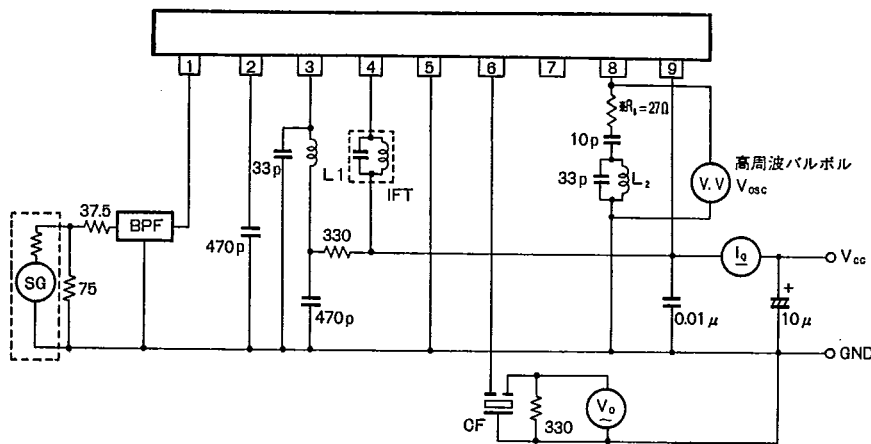 1 2 3 4 5 6 7 8 9
※R₈=27Ω
10p
33p
L1
33p
L₂
高周波バルボル
V.V
Vosc
IFT
37.5
BPF
470p
330
I_Q
Vcc
SG
75
470p
0.01μ
+
10μ
GND
CF
330
Vo
~